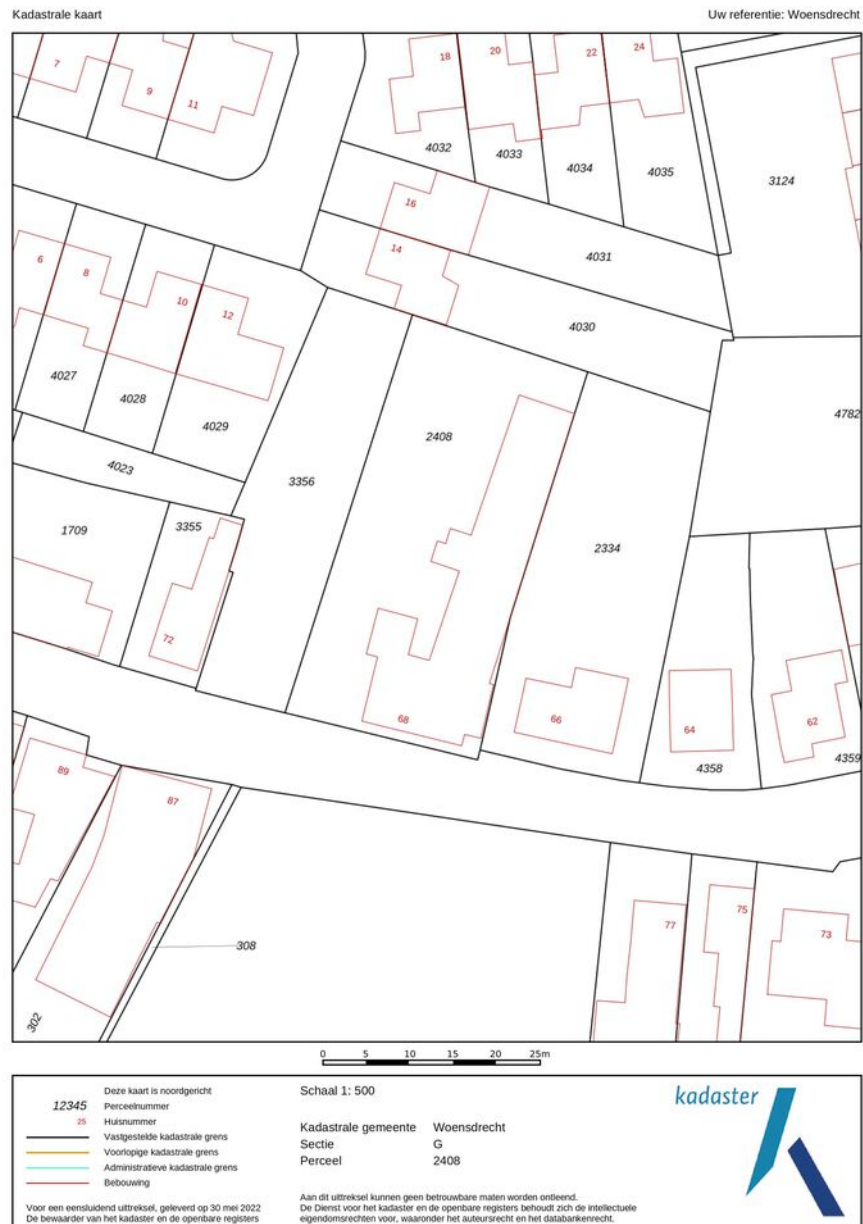 Kadastrale kaart
Uw referentie: Woensdrecht
7
9
11
18
20
22
24
4032
4033
4034
4035
3124
16
14
4031
4030
6
8
10
12
4027
4028
4029
4023
2408
4782
3356
1709
3355
2334
72
68
66
64
62
4358
4359
89
87
308
302
77
75
73
0 5 10 15 20 25m
Deze kaart is noordgericht
12345 Perceelnummer
25 Huisnummer
Vastgestelde kadastrale grens
Voorlopige kadastrale grens
Administratieve kadastrale grens
Bebouwing
Voor een eensluidend uittreksel, geleverd op 30 mei 2022
De bewaarder van het kadaster en de openbare registers
Schaal 1: 500
Kadastrale gemeente Woensdrecht
Sectie G
Perceel 2408
Aan dit uittreksel kunnen geen betrouwbare maten worden ontleend.
De Dienst voor het kadaster en de openbare registers behoudt zich de intellectuele
eigendomsrechten voor, waaronder het auteursrecht en het databankenrecht.
kadaster